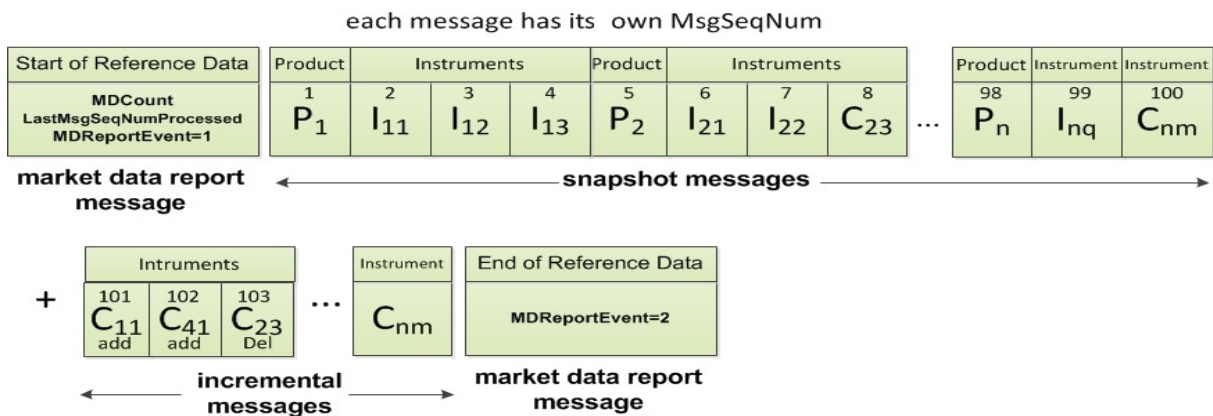 each message has its own MsgSeqNum
Start of Reference Data
Product Instruments Product Instruments Product Instrument Instrument
MDCount
LastMsgSeqNumProcessed
MDReportEvent=1
1 2 3 4 5 6 7 8 98 99 100
P1 I11 I12 I13 P2 I21 I22 C23 ... Pn Inq Cnm
market data report
message
snapshot messages
Intruments Instrument End of Reference Data
+
101 102 103
C11 C41 C23 ... Cnm
add add Del
MDReportEvent=2
incremental
messages
market data report
message